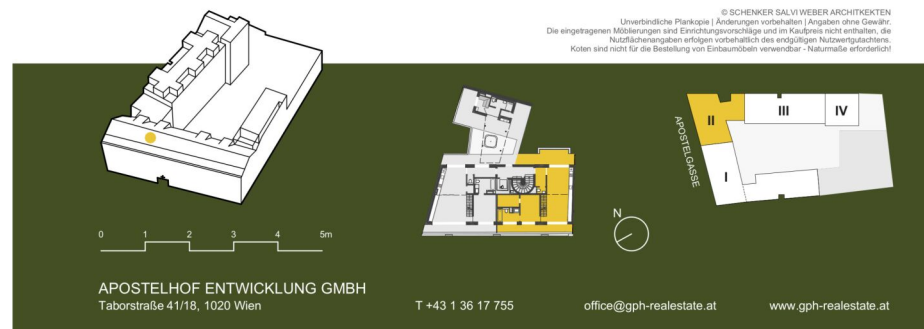 © SCHENKER SALVI WEBER ARCHITKEKTEN
Unverbindliche Plankopie | Änderungen vorbehalten | Angaben ohne Gewähr.
Die eingetragenen Möblierungen sind Einrichtungsvorschläge und im Kaufpreis nicht enthalten, die
Nutzflächenangaben erfolgen vorbehaltlich des endgültigen Nutzwertgutachtens.
Koten sind nicht für die Bestellung von Einbaumöbeln verwendbar - Naturmaße erforderlich!
II
III
IV
APOSTELGASSE
I
N
0 1 2 3 4 5m
APOSTELHOF ENTWICKLUNG GMBH
Taborstraße 41/18, 1020 Wien
T +43 1 36 17 755
office@gph-realestate.at
www.gph-realestate.at